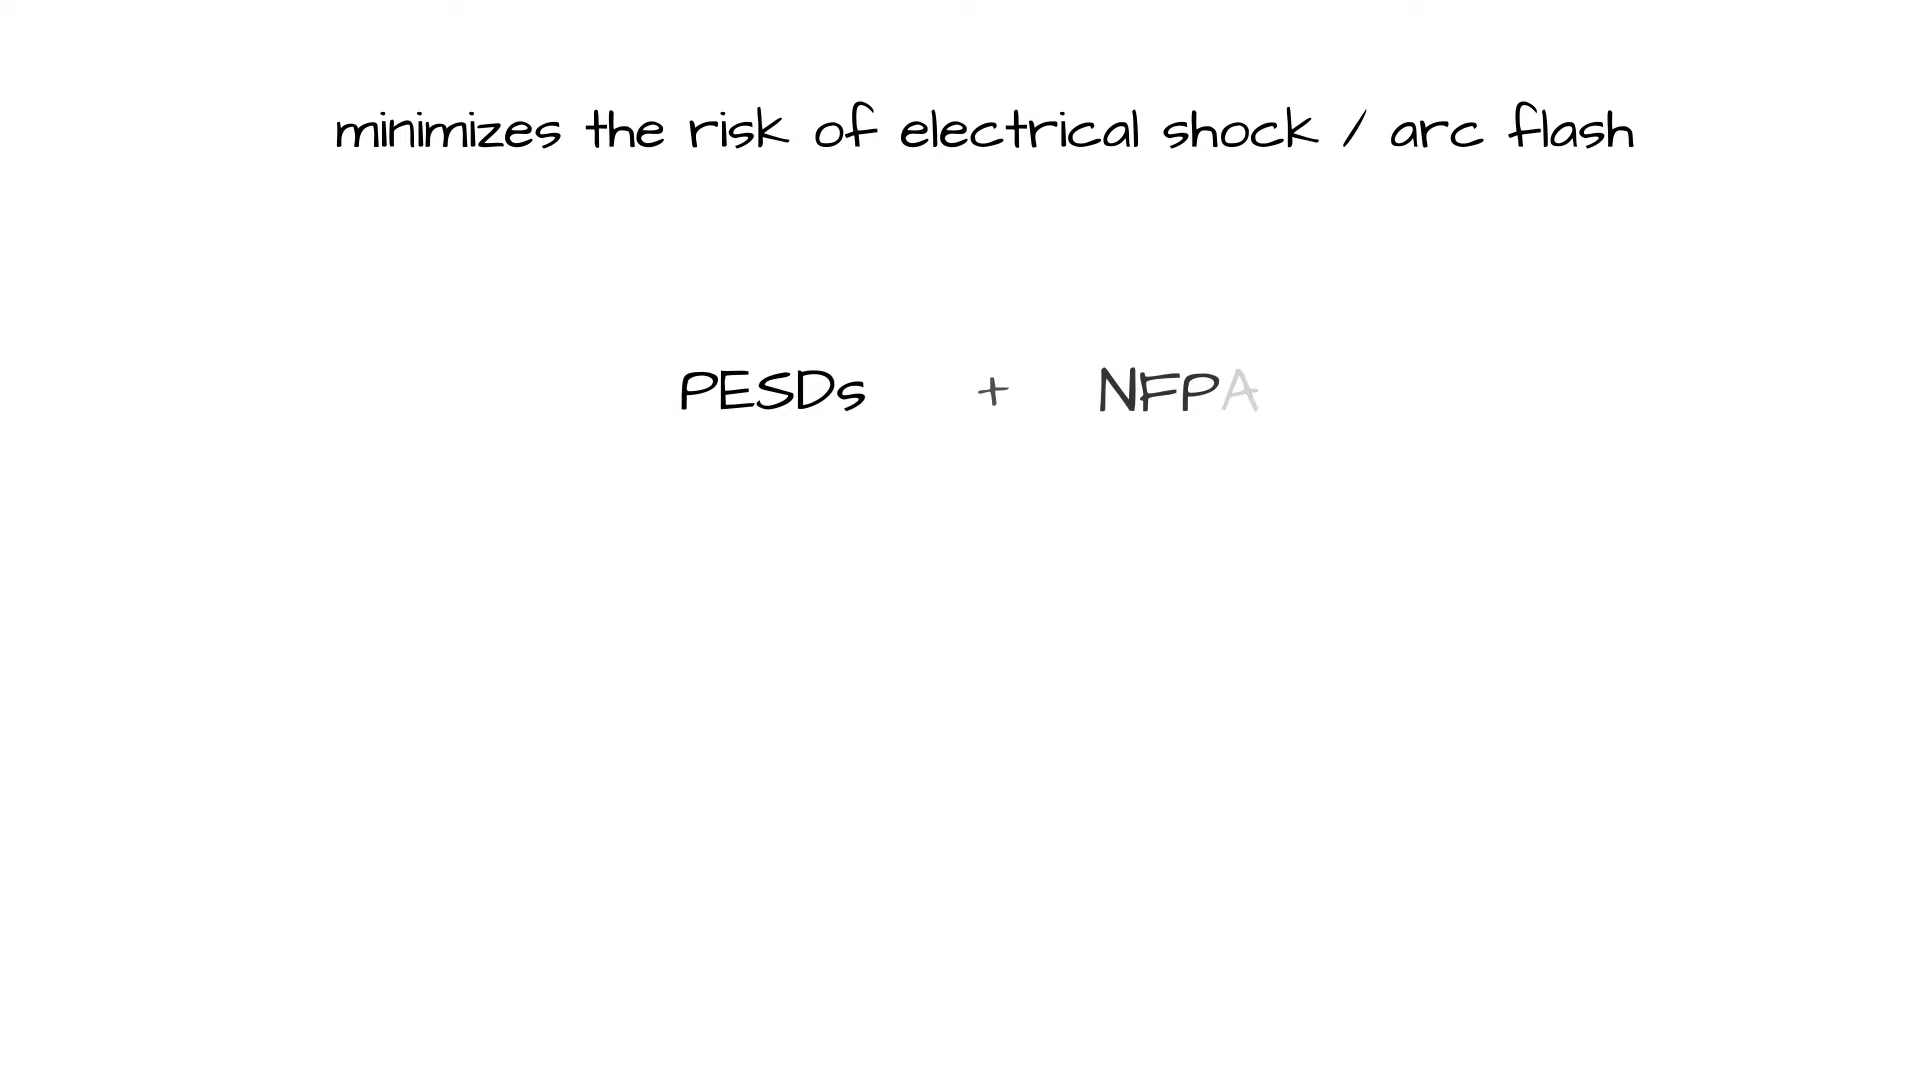 minimizes the risk of electrical shock / arc flash
PESDs + NFPA